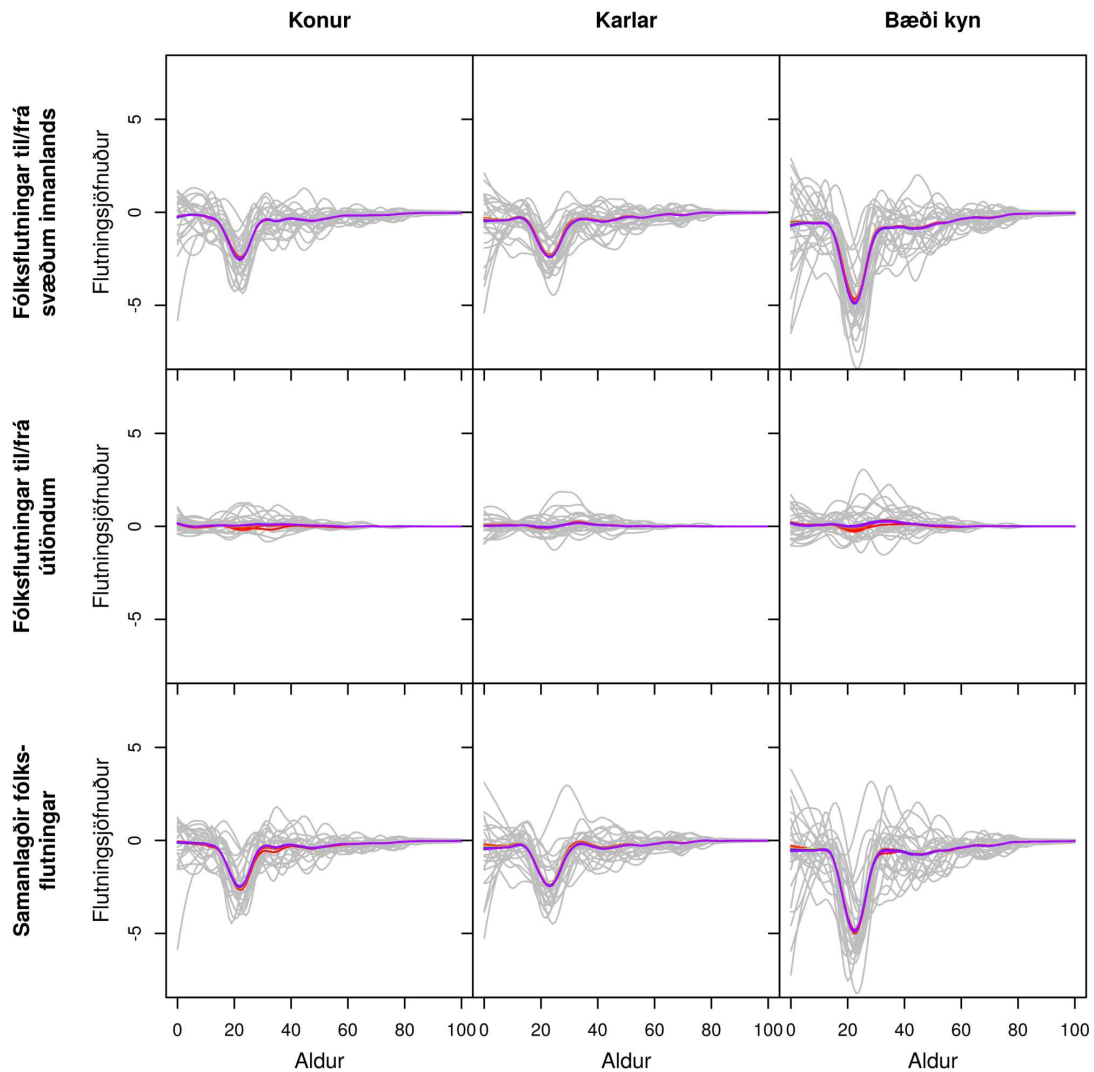 Konur
Karlar
Bæði kyn
Fólksflutningar til/frá
svæðum innanlands
Flutningsjöfnuður
5
0
-5
Fólksflutningar til/frá
útlöndum
Flutningsjöfnuður
5
0
-5
Samanlagðir fólks-
flutningar
Flutningsjöfnuður
5
0
-5
0 20 40 60 80 100
0 20 40 60 80 100
0 20 40 60 80 100
Aldur
Aldur
Aldur